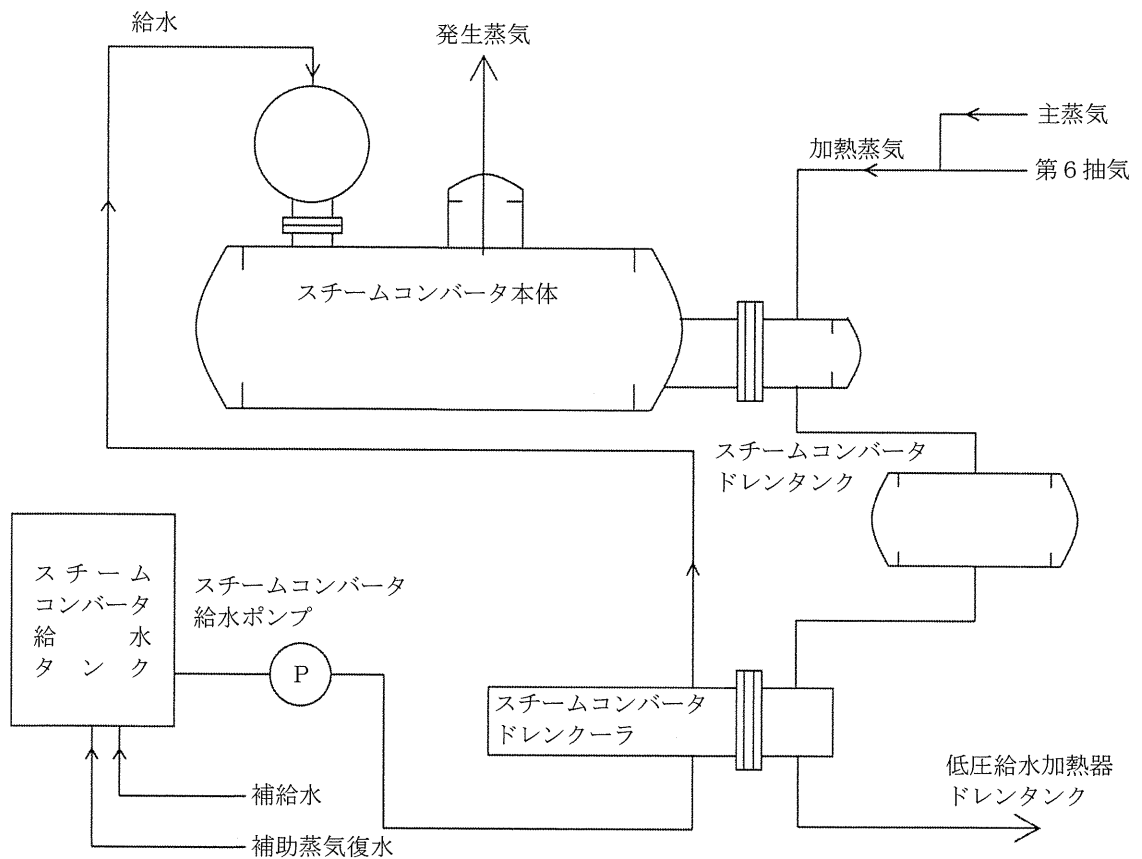 給水
発生蒸気
主蒸気
加熱蒸気
第6抽気
スチームコンバータ本体
スチームコンバータ
ドレンタンク
スチーム
コンバータ
給水
タンク
スチームコンバータ
給水ポンプ
P
スチームコンバータ
ドレンクーラ
低圧給水加熱器
ドレンタンク
補給水
補助蒸気復水